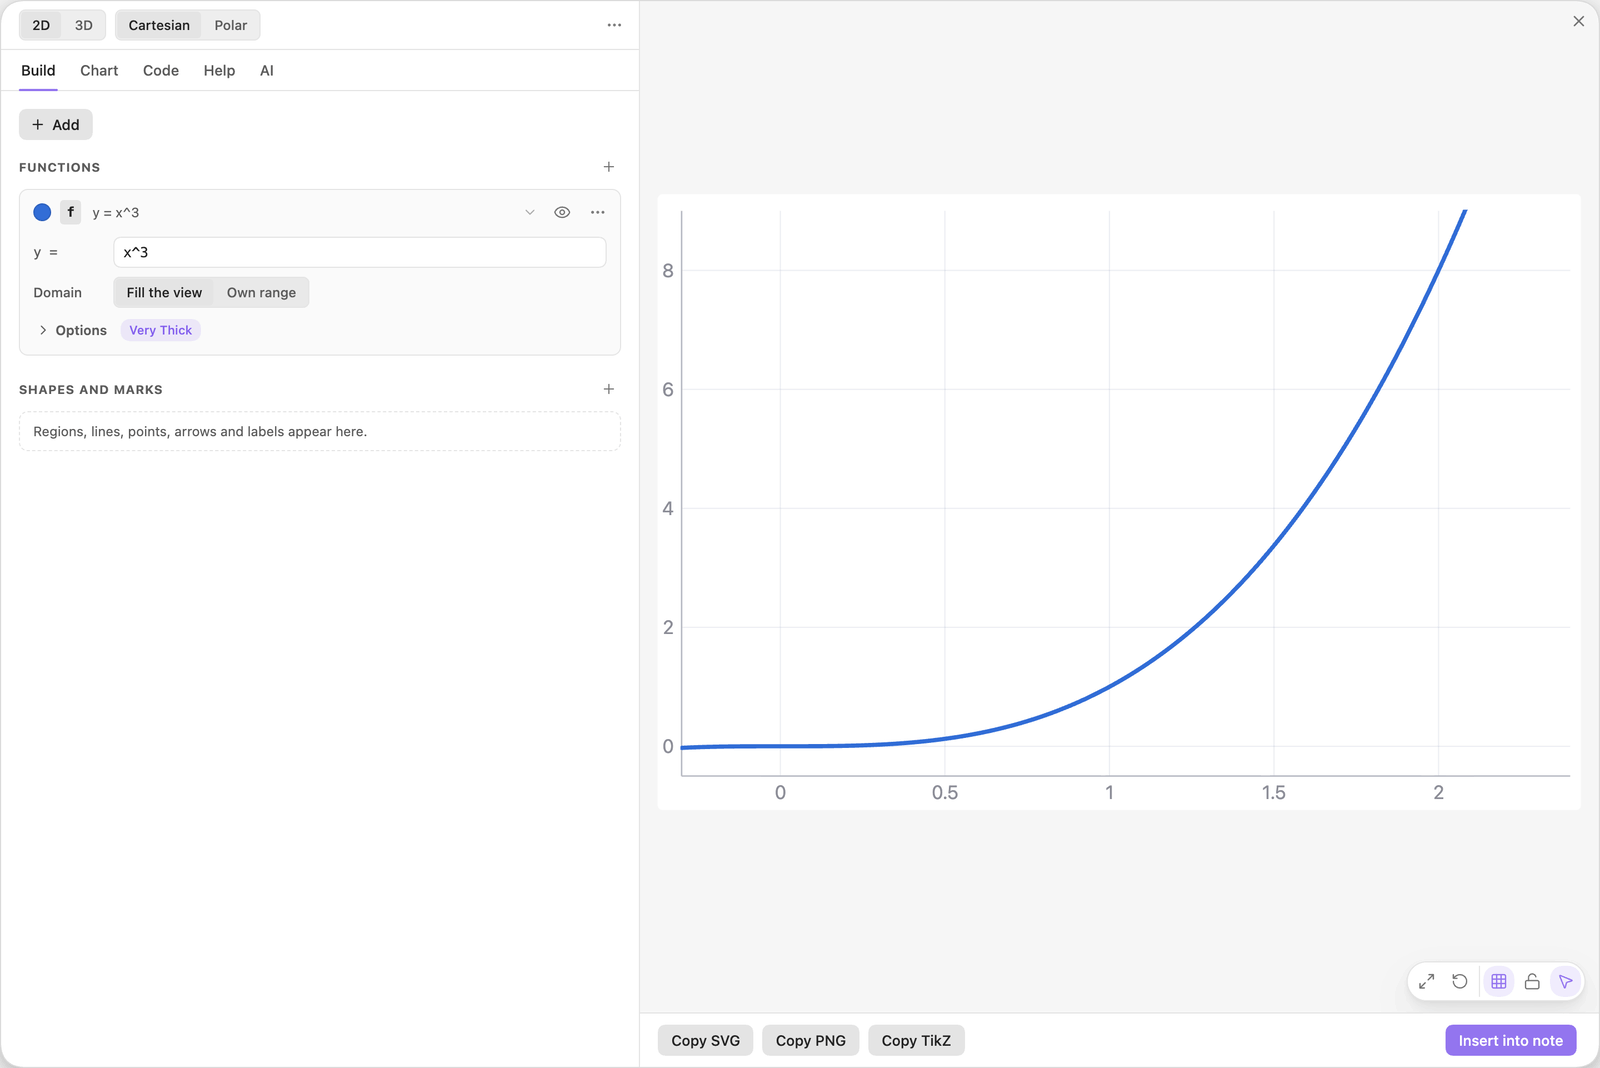 2D 3D Cartesian Polar
Build Chart Code Help AI
+ Add
FUNCTIONS
f y = x^3
y = x^3
Domain Fill the view Own range
Options Very Thick
SHAPES AND MARKS
Regions, lines, points, arrows and labels appear here.
8
6
4
2
0
0 0.5 1 1.5 2
Copy SVG Copy PNG Copy TikZ Insert into note